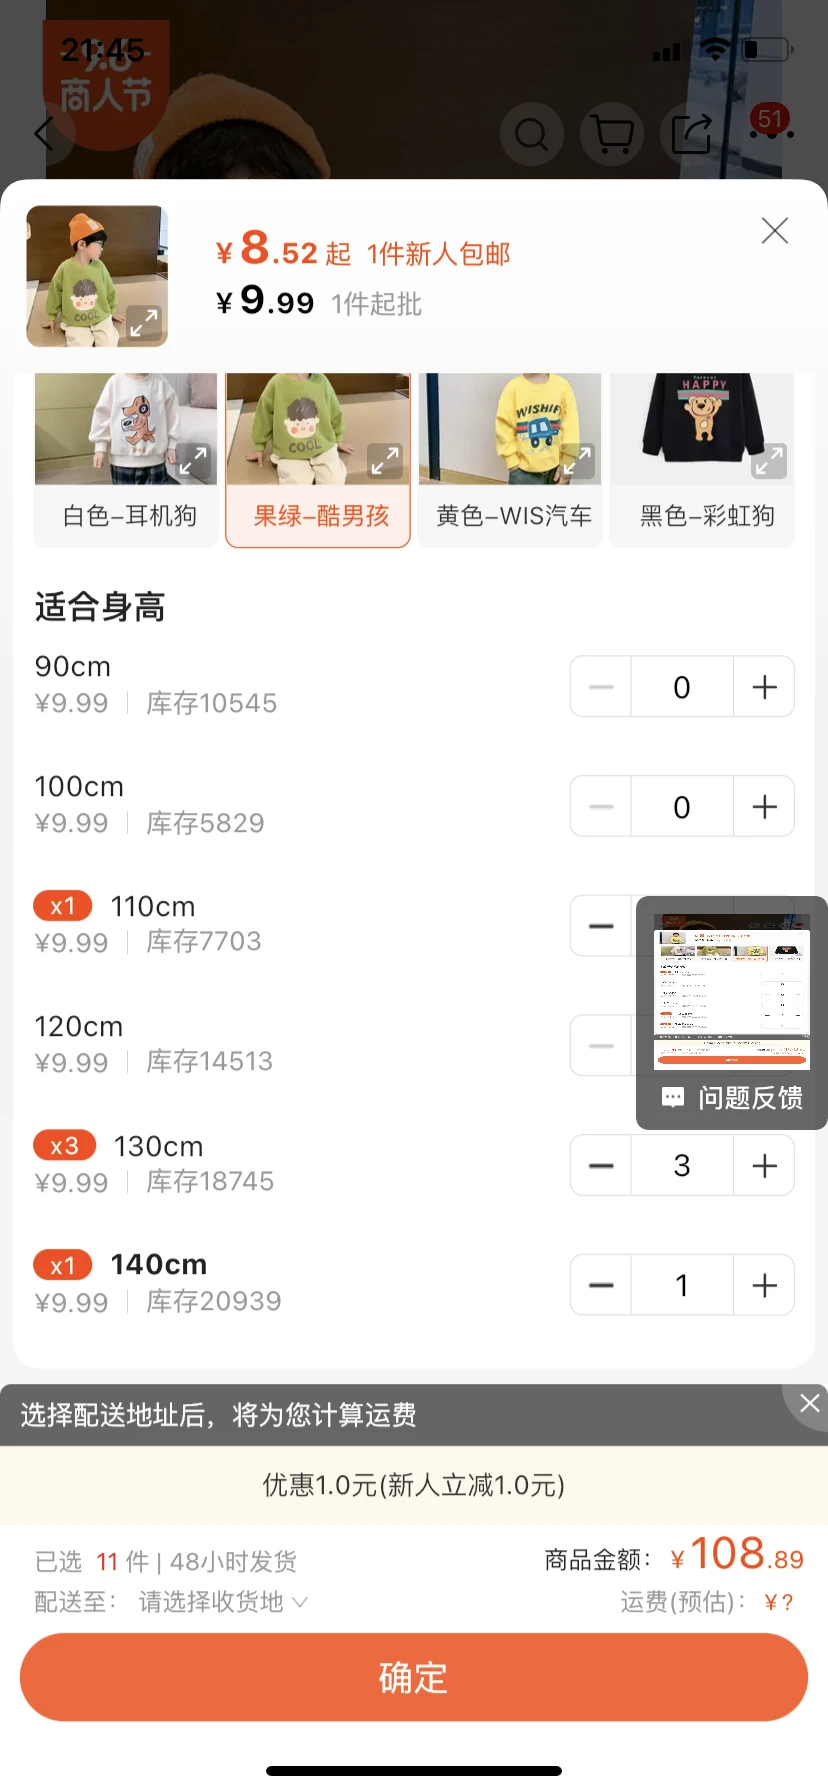 21:45
9.8
商人节
51
¥8.52起 1件新人包邮
¥9.99 1件起批
COOL
COOL
WISHIF
forever
HAPPY
白色-耳机狗
果绿-酷男孩
黄色-WIS汽车
黑色-彩虹狗
适合身高
90cm
¥9.99 | 库存10545
0
100cm
¥9.99 | 库存5829
0
x1 110cm
¥9.99 | 库存7703
120cm
¥9.99 | 库存14513
问题反馈
x3 130cm
¥9.99 | 库存18745
3
x1 140cm
¥9.99 | 库存20939
1
选择配送地址后，将为您计算运费
优惠1.0元(新人立减1.0元)
已选 11 件 | 48小时发货
商品金额：¥108.89
配送至： 请选择收货地
运费(预估)：¥?
确定